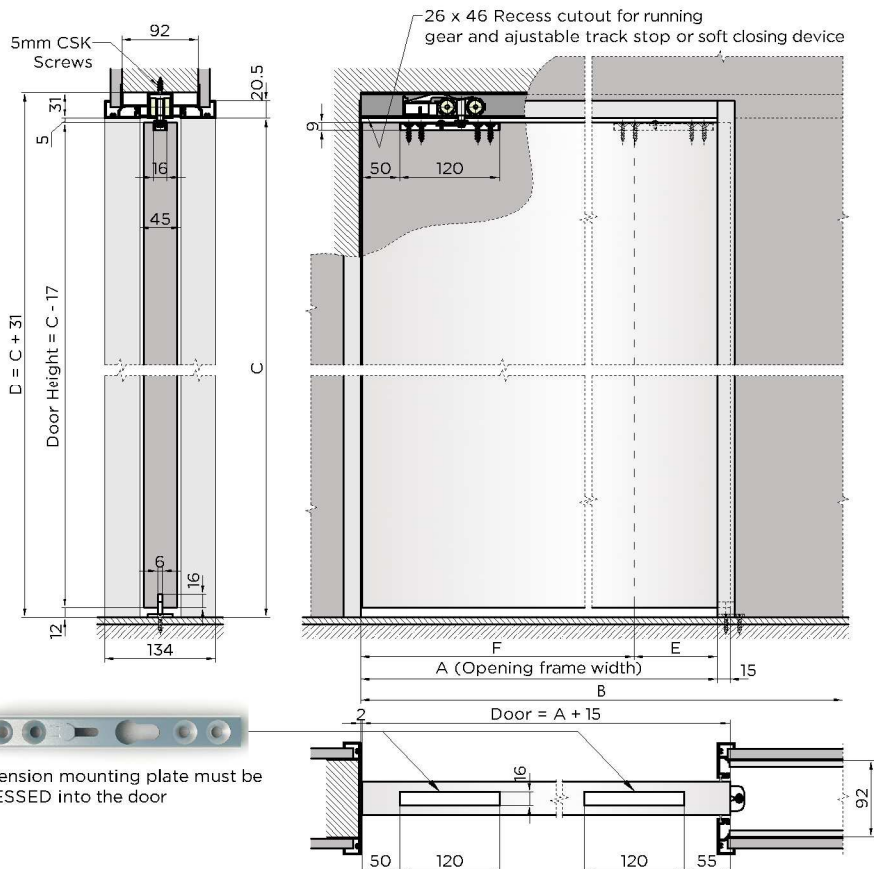 26 x 46 Recess cutout for running
gear and ajustable track stop or soft closing device
5mm CSK
Screws
92
20.5
31
5
9
16
50
120
45
D = C + 31
Door Height = C - 17
C
6
16
12
134
F
E
A (Opening frame width)
15
B
2
Door = A + 15
16
92
50
120
120
55
ension mounting plate must be
ESSED into the door